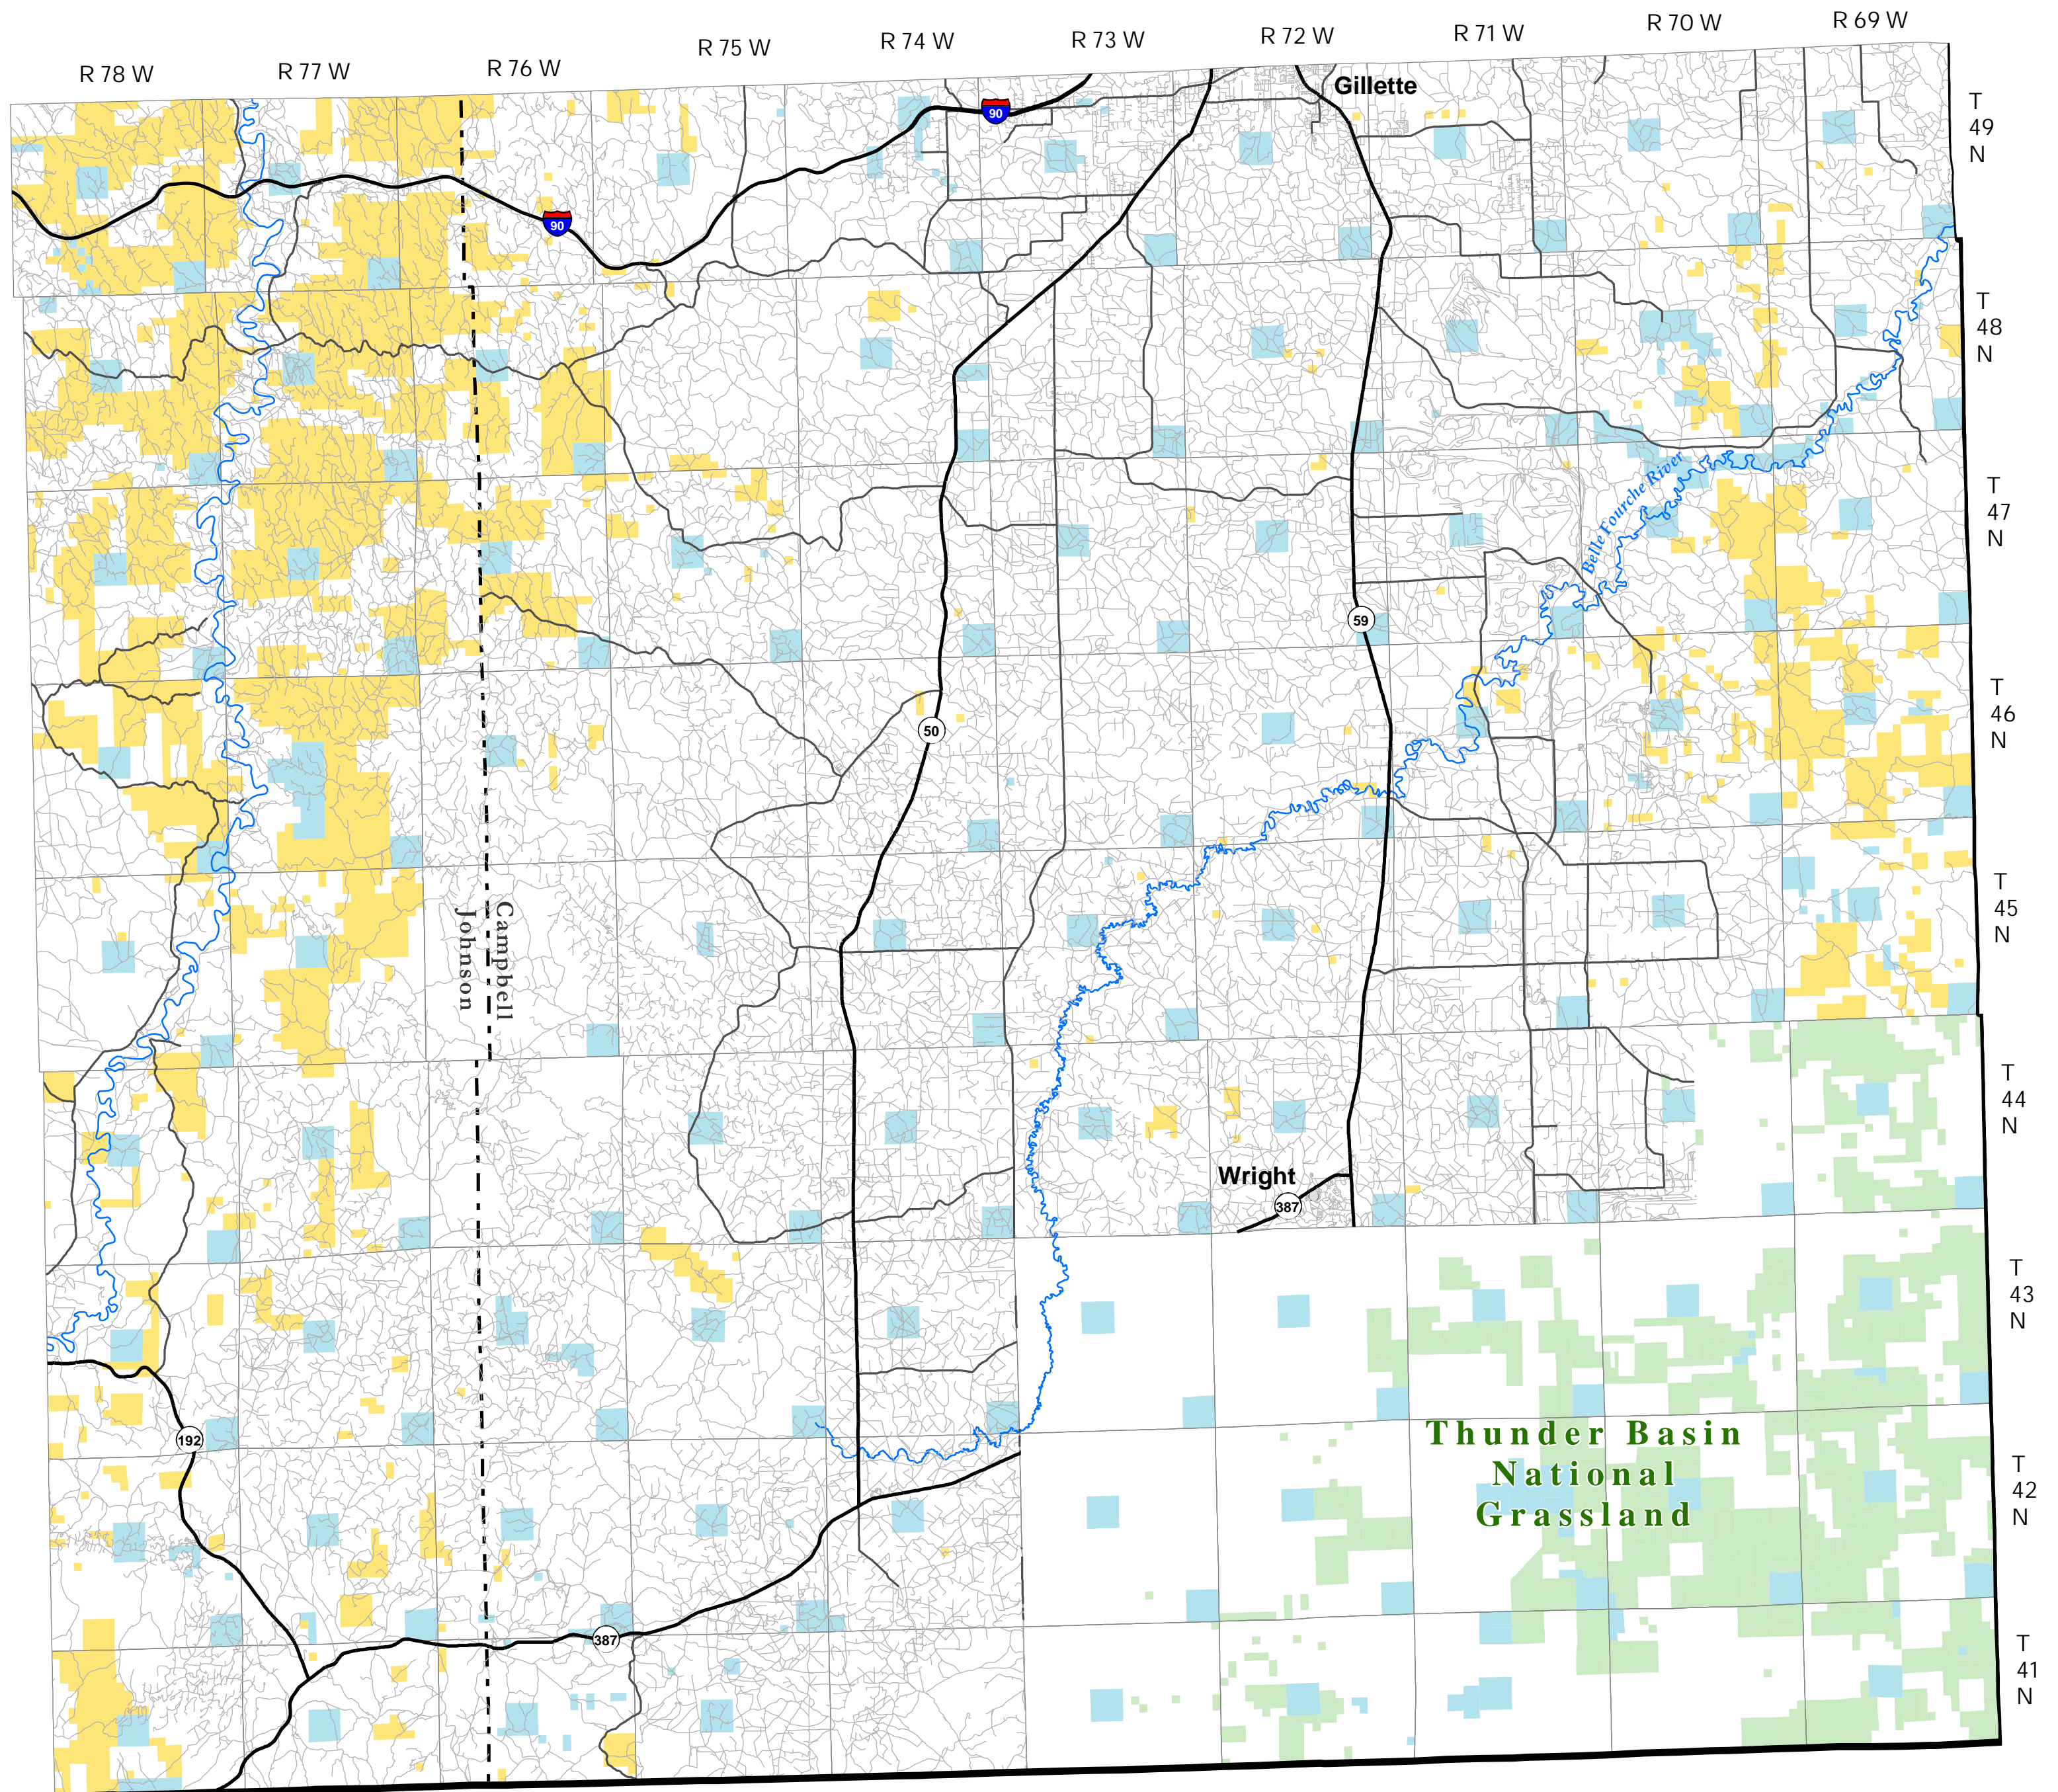 R 78 W
R 77 W
R 76 W
R 75 W
R 74 W
R 73 W
R 72 W
R 71 W
R 70 W
R 69 W
Gillette
90
T
49
N
90
T
48
N
Belle Fourche River
T
47
N
59
T
46
N
50
T
45
N
Johnson
Campbell
T
44
N
Wright
387
T
43
N
192
Thunder Basin
National
Grassland
T
42
N
387
T
41
N